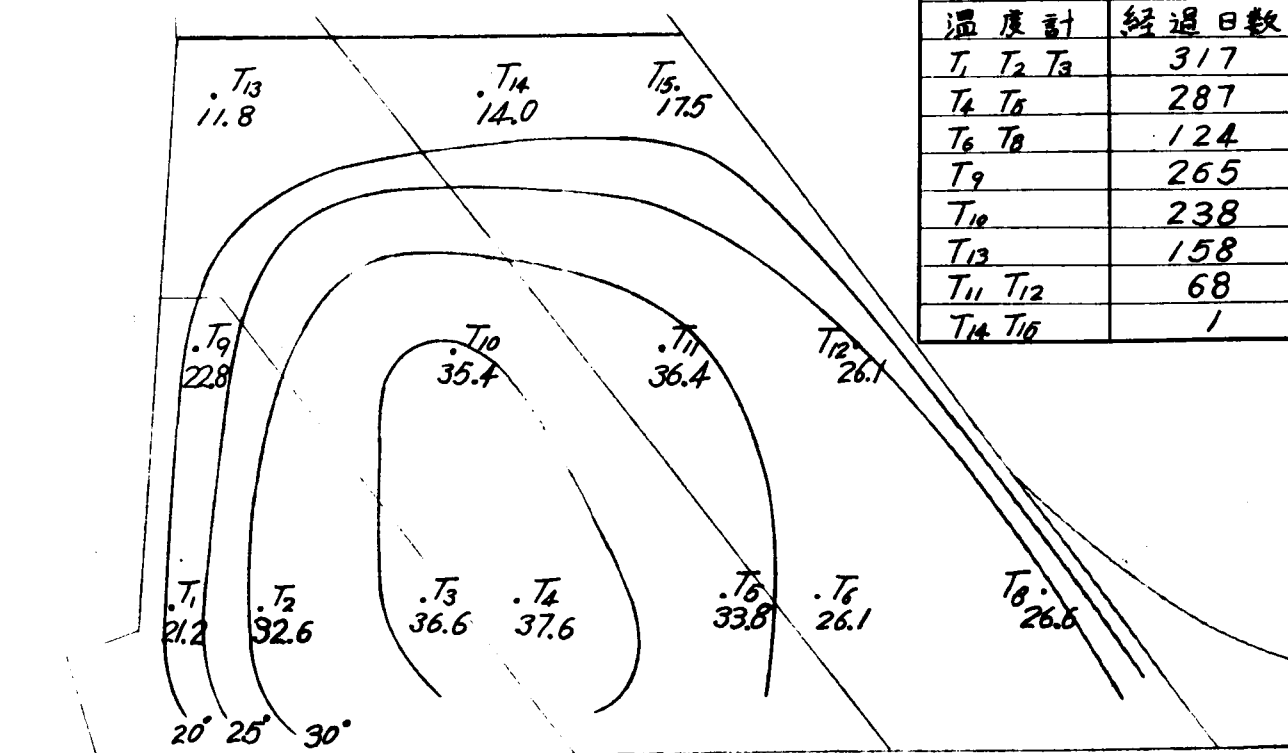 温度計 経過日数
T₁ T₂ T₃ 317
T₄ T₅ 287
T₆ T₈ 124
T₉ 265
T₁₀ 238
T₁₃ 158
T₁₁ T₁₂ 68
T₁₄ T₁₅ 1
T₁₃ T₁₄ T₁₅
11.8 14.0 17.5
T₉ T₁₀ T₁₁ T₁₂
22.8 35.4 36.4 26.1
T₁ T₂ T₃ T₄ T₅ T₆ T₈
21.2 32.6 36.6 37.6 33.8 26.1 26.6
20° 25° 30°